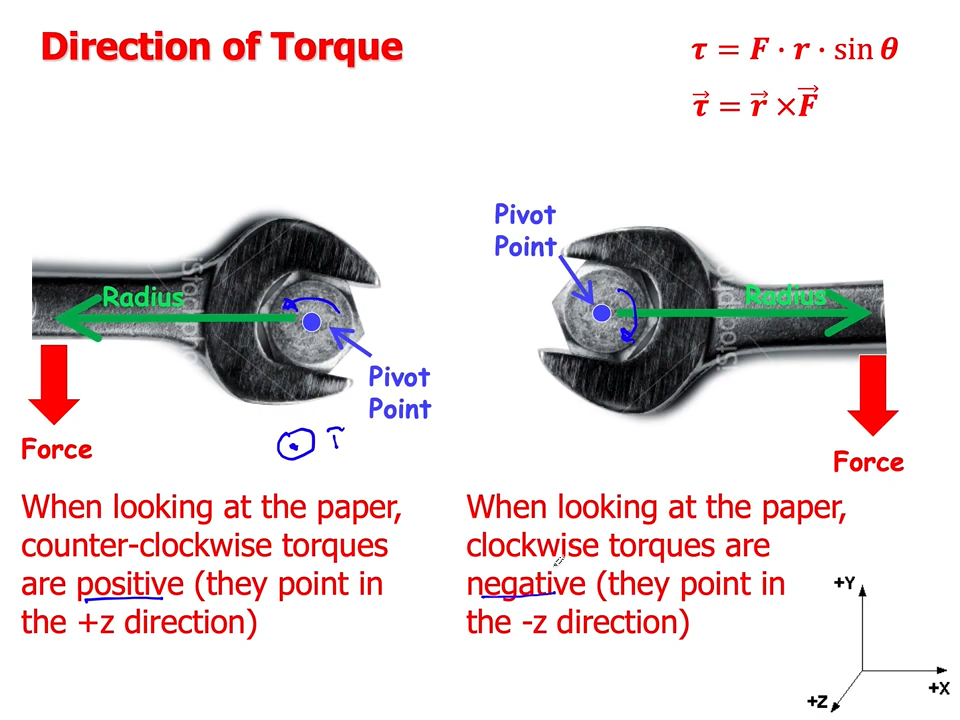 Direction of Torque
τ = F · r · sin θ
τ⃗ = r⃗ × F⃗
Pivot
Point
Radius
Radius
Pivot
Point
Force
τ
Force
When looking at the paper,
counter-clockwise torques
are positive (they point in
the +z direction)
When looking at the paper,
clockwise torques are
negative (they point in
the -z direction)
+Y
+X
+Z